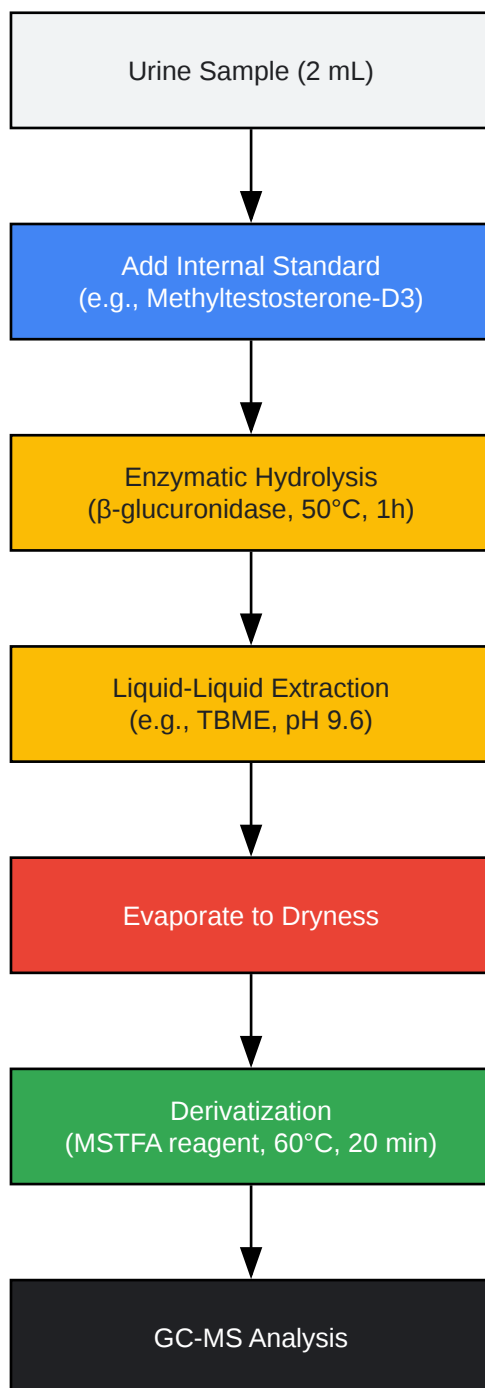 Urine Sample (2 mL)
Add Internal Standard
(e.g., Methyltestosterone-D3)
Enzymatic Hydrolysis
(β-glucuronidase, 50°C, 1h)
Liquid-Liquid Extraction
(e.g., TBME, pH 9.6)
Evaporate to Dryness
Derivatization
(MSTFA reagent, 60°C, 20 min)
GC-MS Analysis